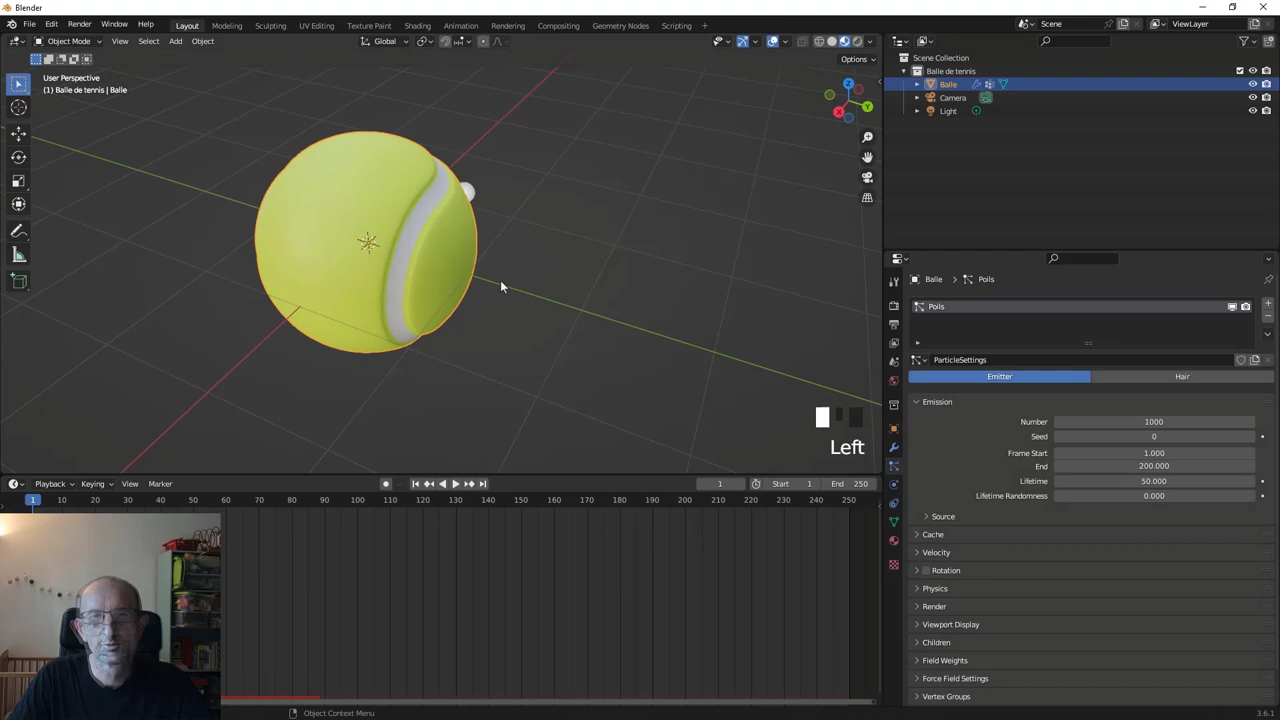 Blender
File Edit Render Window Help Layout Modeling Sculpting UV Editing Texture Paint Shading Animation Rendering Compositing Geometry Nodes Scripting + Scene ViewLayer
Object Mode View Select Add Object Global
Options
User Perspective
(1) Balle de tennis | Balle
Z
Y
X
Left
Scene Collection
Balle de tennis
Balle
Camera
Light
Balle > Poils
Poils
ParticleSettings
Emitter Hair
Emission
Number 1000
Seed 0
Frame Start 1.000
End 200.000
Lifetime 50.000
Lifetime Randomness 0.000
Source
Cache
Velocity
Rotation
Physics
Render
Viewport Display
Children
Field Weights
Force Field Settings
Vertex Groups
Playback Keying View Marker 1 Start 1 End 250
1 10 20 30 40 50 60 70 80 90 100 110 120 130 140 150 160 170 180 190 200 210 220 230 240 250
Object Context Menu
3.6.1